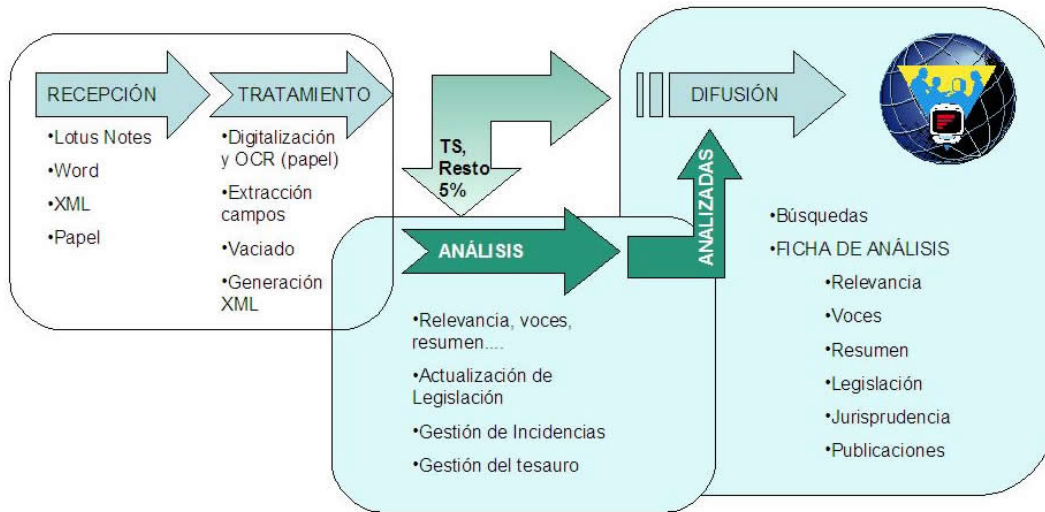 RECEPCIÓN
•Lotus Notes
•Word
•XML
•Papel
TRATAMIENTO
•Digitalización
y OCR (papel)
•Extracción
campos
•Vaciado
•Generación
XML
TS,
Resto
5%
ANÁLISIS
•Relevancia, voces,
resumen....
•Actualización de
Legislación
•Gestión de Incidencias
•Gestión del tesauro
ANALIZADAS
DIFUSIÓN
•Búsquedas
•FICHA DE ANÁLISIS
•Relevancia
•Voces
•Resumen
•Legislación
•Jurisprudencia
•Publicaciones